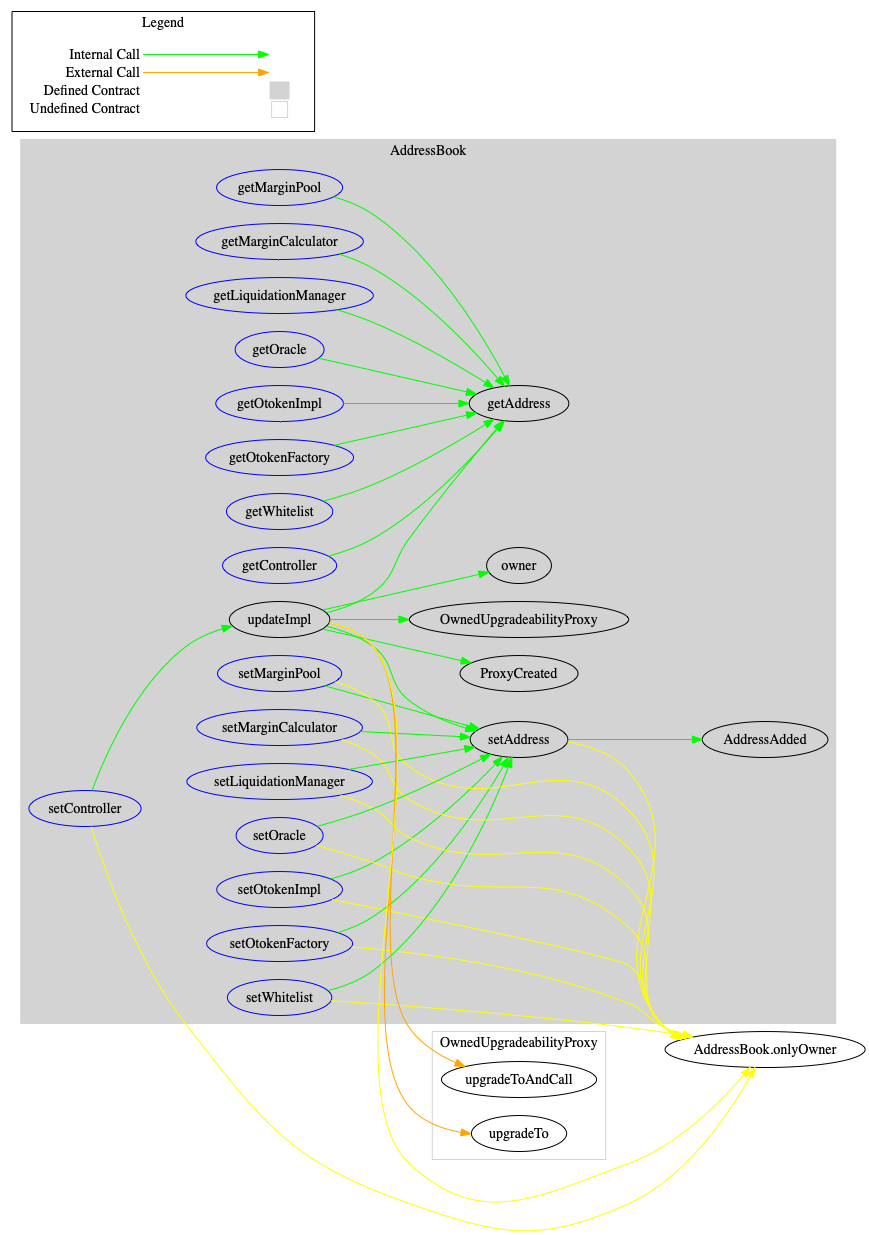 Legend
Internal Call
External Call
Defined Contract
Undefined Contract
AddressBook
getMarginPool
getMarginCalculator
getLiquidationManager
getOracle
getOtokenImpl
getAddress
getOtokenFactory
getWhitelist
getController
owner
updateImpl
OwnedUpgradeabilityProxy
setMarginPool
ProxyCreated
setMarginCalculator
setAddress
AddressAdded
setLiquidationManager
setController
setOracle
setOtokenImpl
setOtokenFactory
setWhitelist
OwnedUpgradeabilityProxy
AddressBook.onlyOwner
upgradeToAndCall
upgradeTo